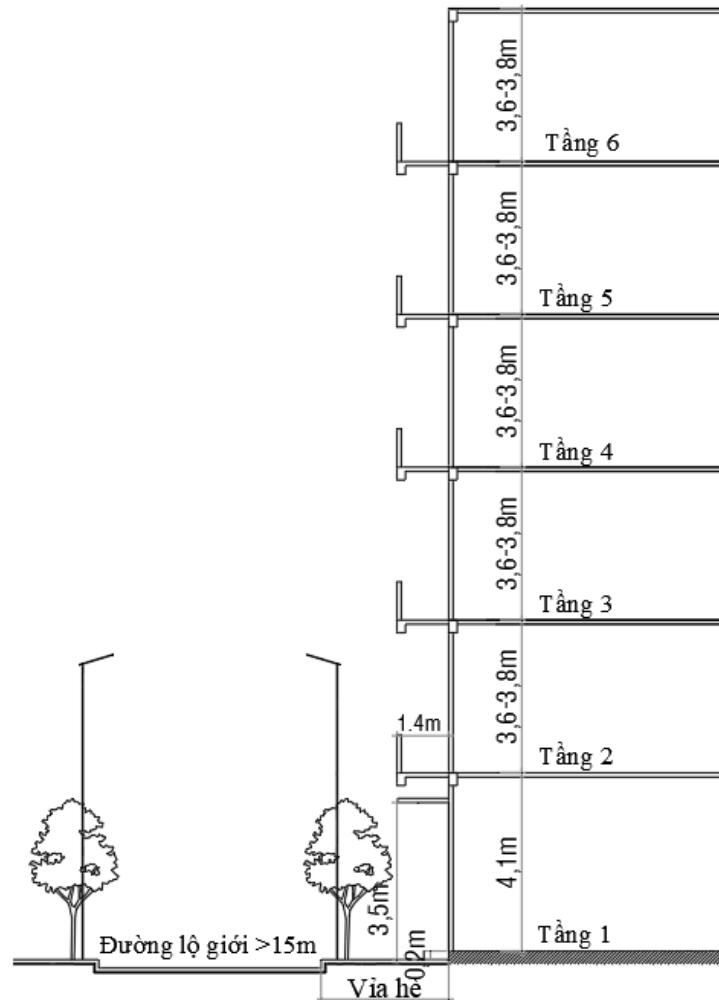 3,6-3,8m
Tầng 6
3,6-3,8m
Tầng 5
3,6-3,8m
Tầng 4
3,6-3,8m
Tầng 3
3,6-3,8m
1.4m
Tầng 2
4,1m
3,5m
Tầng 1
Đường lộ giới >15m
0,2m
Vỉa hè